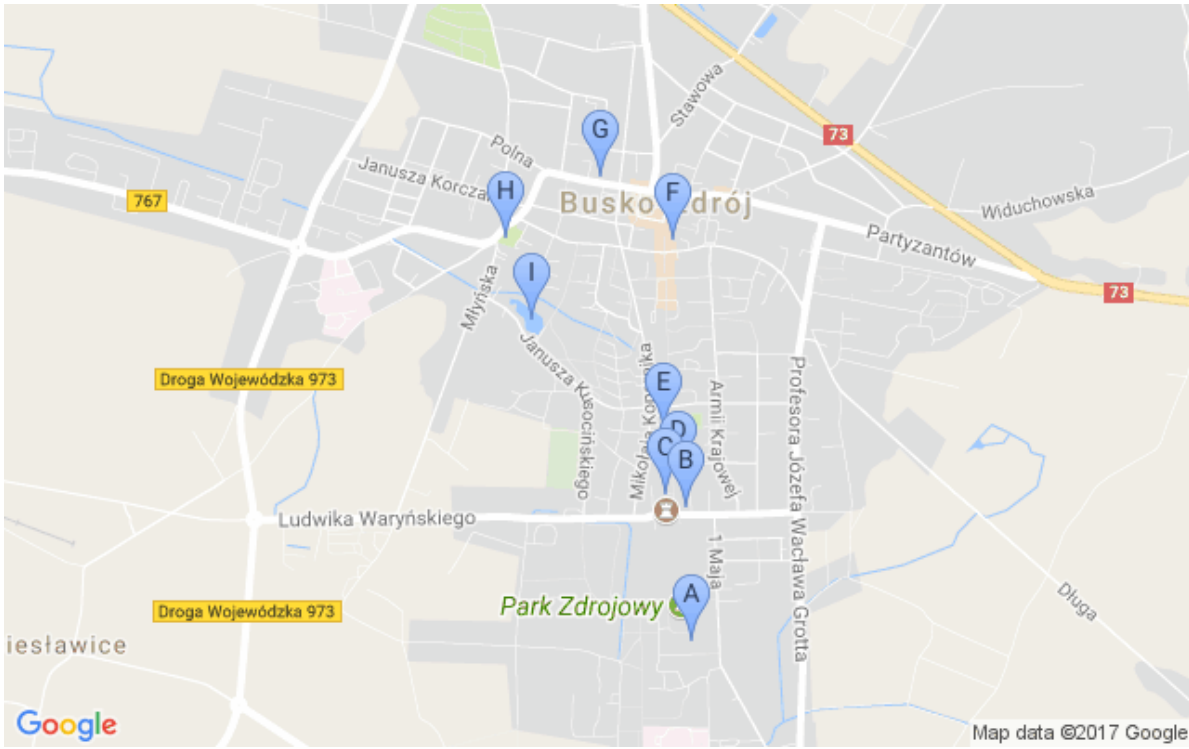 Stawowa
73
G
Polna
Janusza Korczak
H
F
Busko-Zdrój
767
Widuchowska
Partyzantów
I
Młyńska
73
Droga Wojewódzka 973
Janusza Kusocińskiego
Mikołaja Kopernika
E
Armii Krajowej
Profesora Józefa Wacława Grotta
D
C
B
Ludwika Waryńskiego
1 Maja
A
Park Zdrojowy
Długa
Droga Wojewódzka 973
iesławice
Google
Map data ©2017 Google